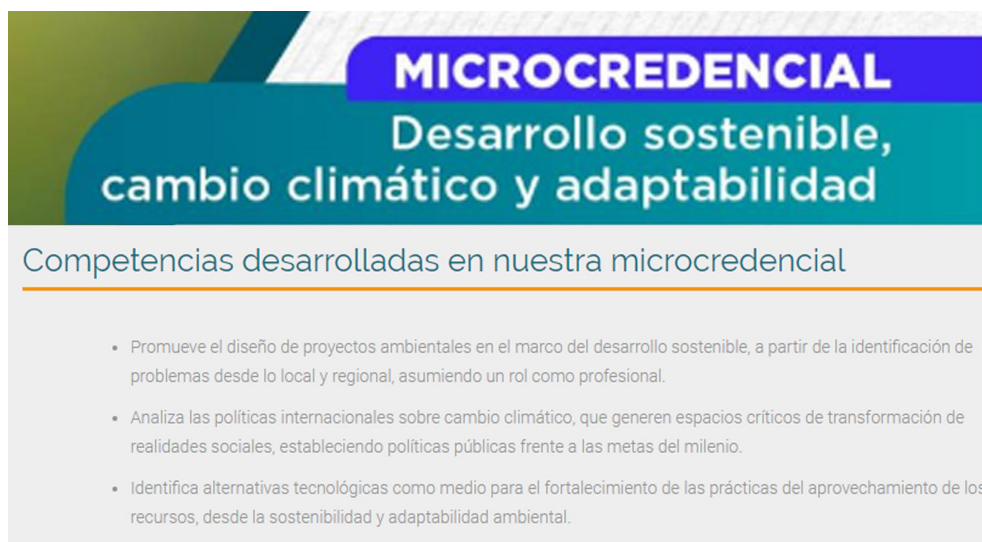 MICROCREDENCIAL
Desarrollo sostenible,
cambio climático y adaptabilidad
Competencias desarrolladas en nuestra microcredencial
• Promueve el diseño de proyectos ambientales en el marco del desarrollo sostenible, a partir de la identificación de
problemas desde lo local y regional, asumiendo un rol como profesional.
• Analiza las políticas internacionales sobre cambio climático, que generen espacios críticos de transformación de
realidades sociales, estableciendo políticas públicas frente a las metas del milenio.
• Identifica alternativas tecnológicas como medio para el fortalecimiento de las prácticas del aprovechamiento de los
recursos, desde la sostenibilidad y adaptabilidad ambiental.